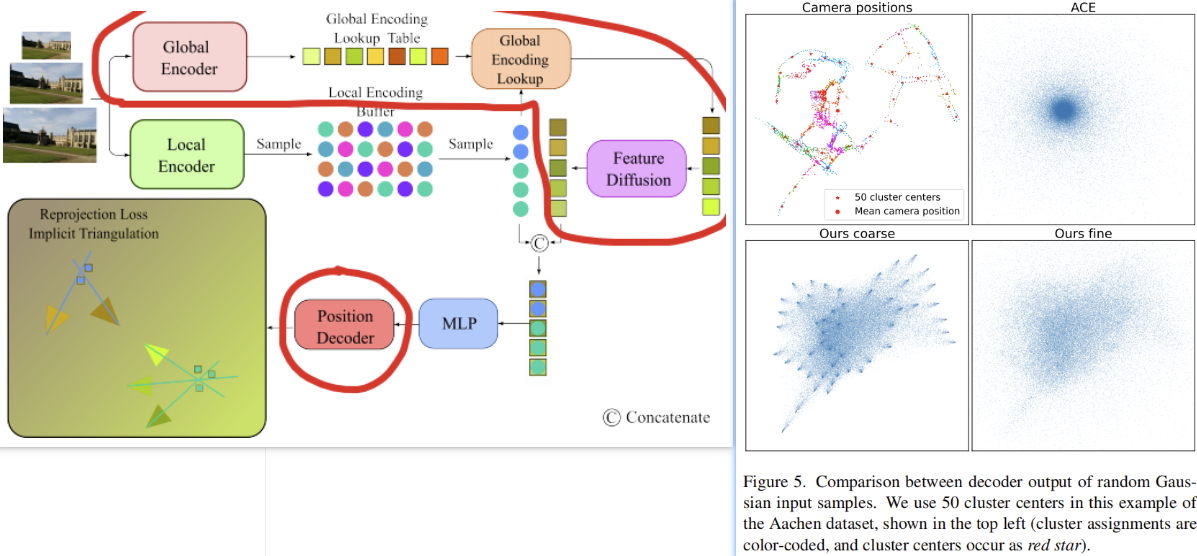 Global
Encoder
Global Encoding
Lookup Table
Global
Encoding
Lookup
Local Encoding
Buffer
Local
Encoder
Sample
Sample
Feature
Diffusion
Reprojection Loss
Implicit Triangulation
C
Position
Decoder
MLP
C Concatenate
Camera positions
ACE
50 cluster centers
Mean camera position
Ours coarse
Ours fine
Figure 5. Comparison between decoder output of random Gaus-
sian input samples. We use 50 cluster centers in this example of
the Aachen dataset, shown in the top left (cluster assignments are
color-coded, and cluster centers occur as red star).